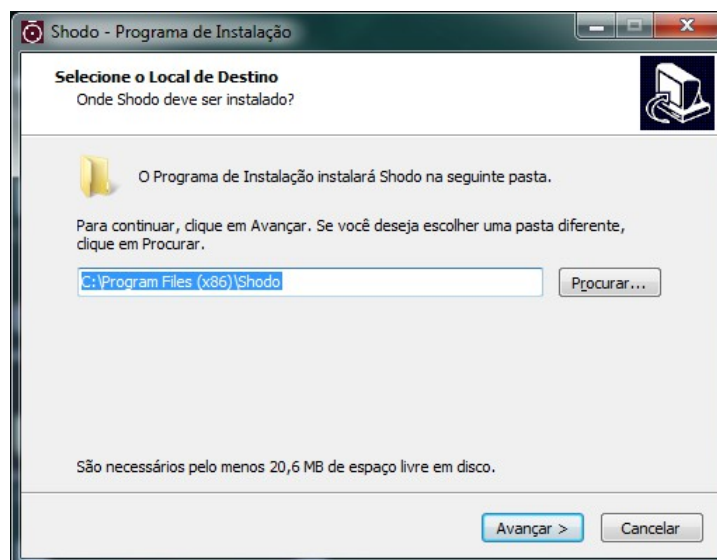 Shodo - Programa de Instalação
Selecione o Local de Destino
Onde Shodo deve ser instalado?
O Programa de Instalação instalará Shodo na seguinte pasta.
Para continuar, clique em Avançar. Se você deseja escolher uma pasta diferente,
clique em Procurar.
C:\Program Files (x86)\Shodo
Procurar...
São necessários pelo menos 20,6 MB de espaço livre em disco.
Avançar >
Cancelar